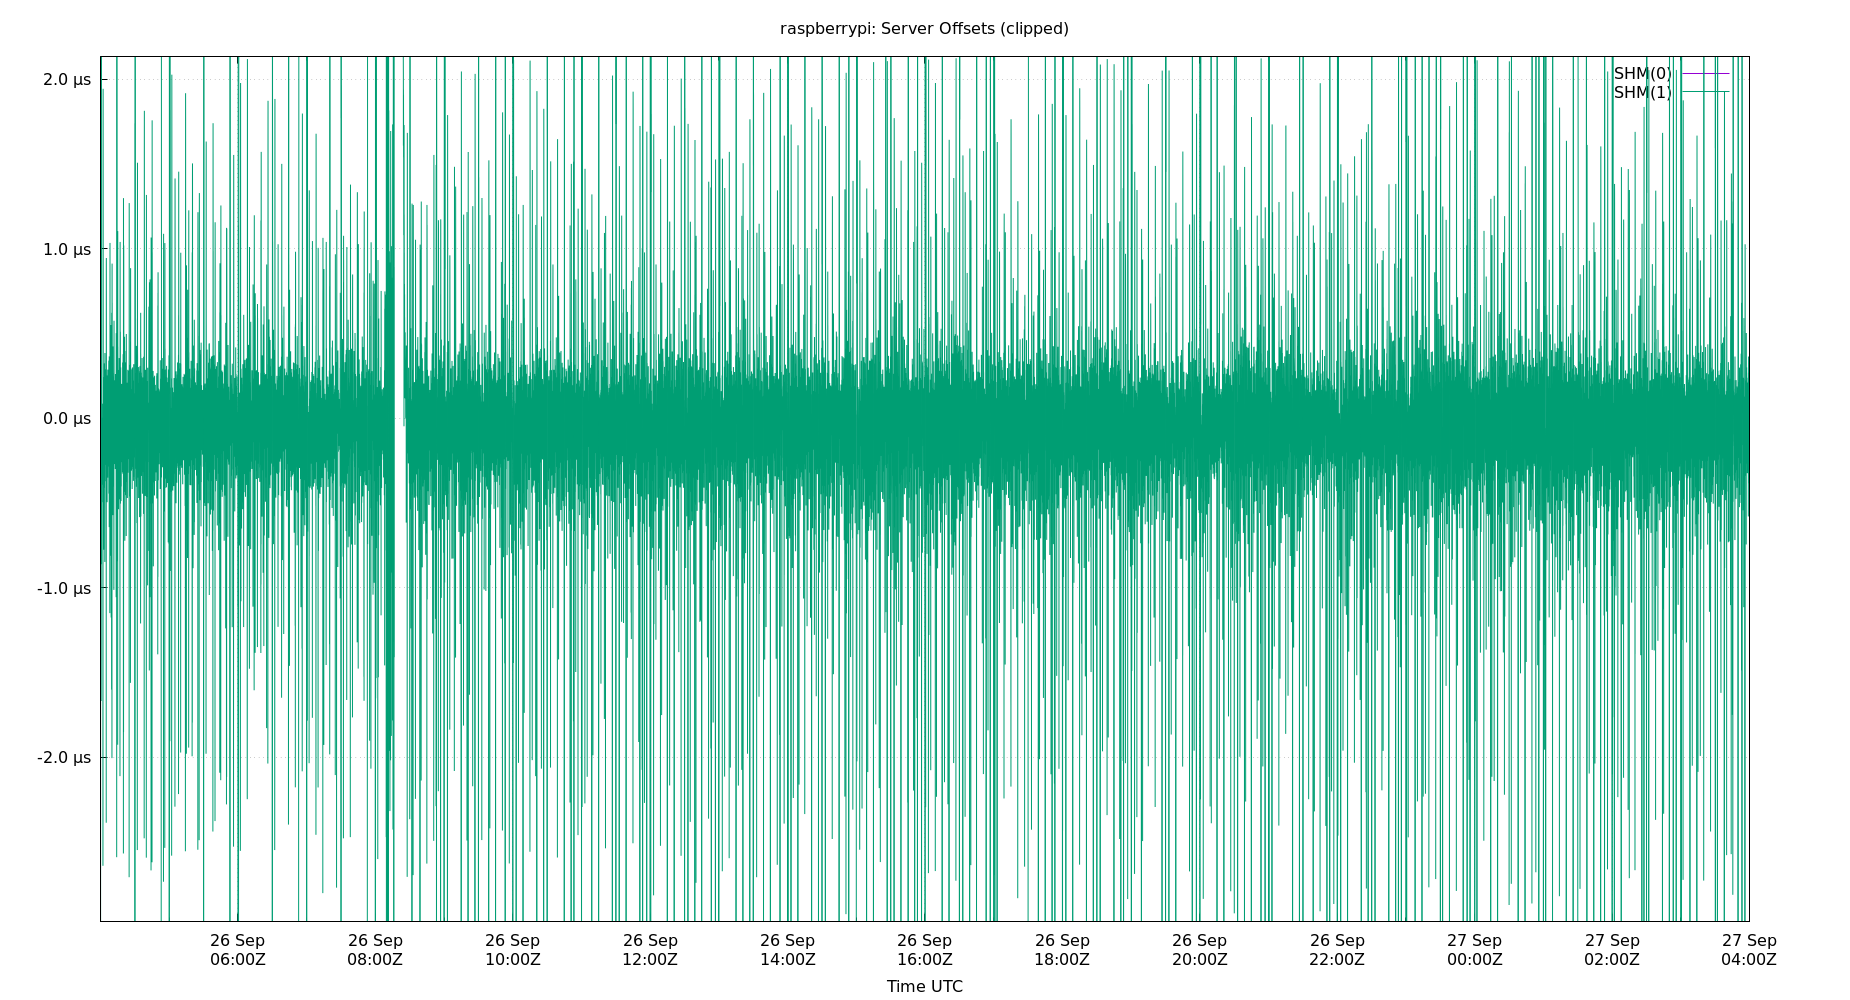 raspberrypi: Server Offsets (clipped)
2.0 µs
1.0 µs
0.0 µs
-1.0 µs
-2.0 µs
SHM(0)
SHM(1)
26 Sep 26 Sep 26 Sep 26 Sep 26 Sep 26 Sep 26 Sep 26 Sep 26 Sep 27 Sep 27 Sep 27 Sep
06:00Z 08:00Z 10:00Z 12:00Z 14:00Z 16:00Z 18:00Z 20:00Z 22:00Z 00:00Z 02:00Z 04:00Z
Time UTC